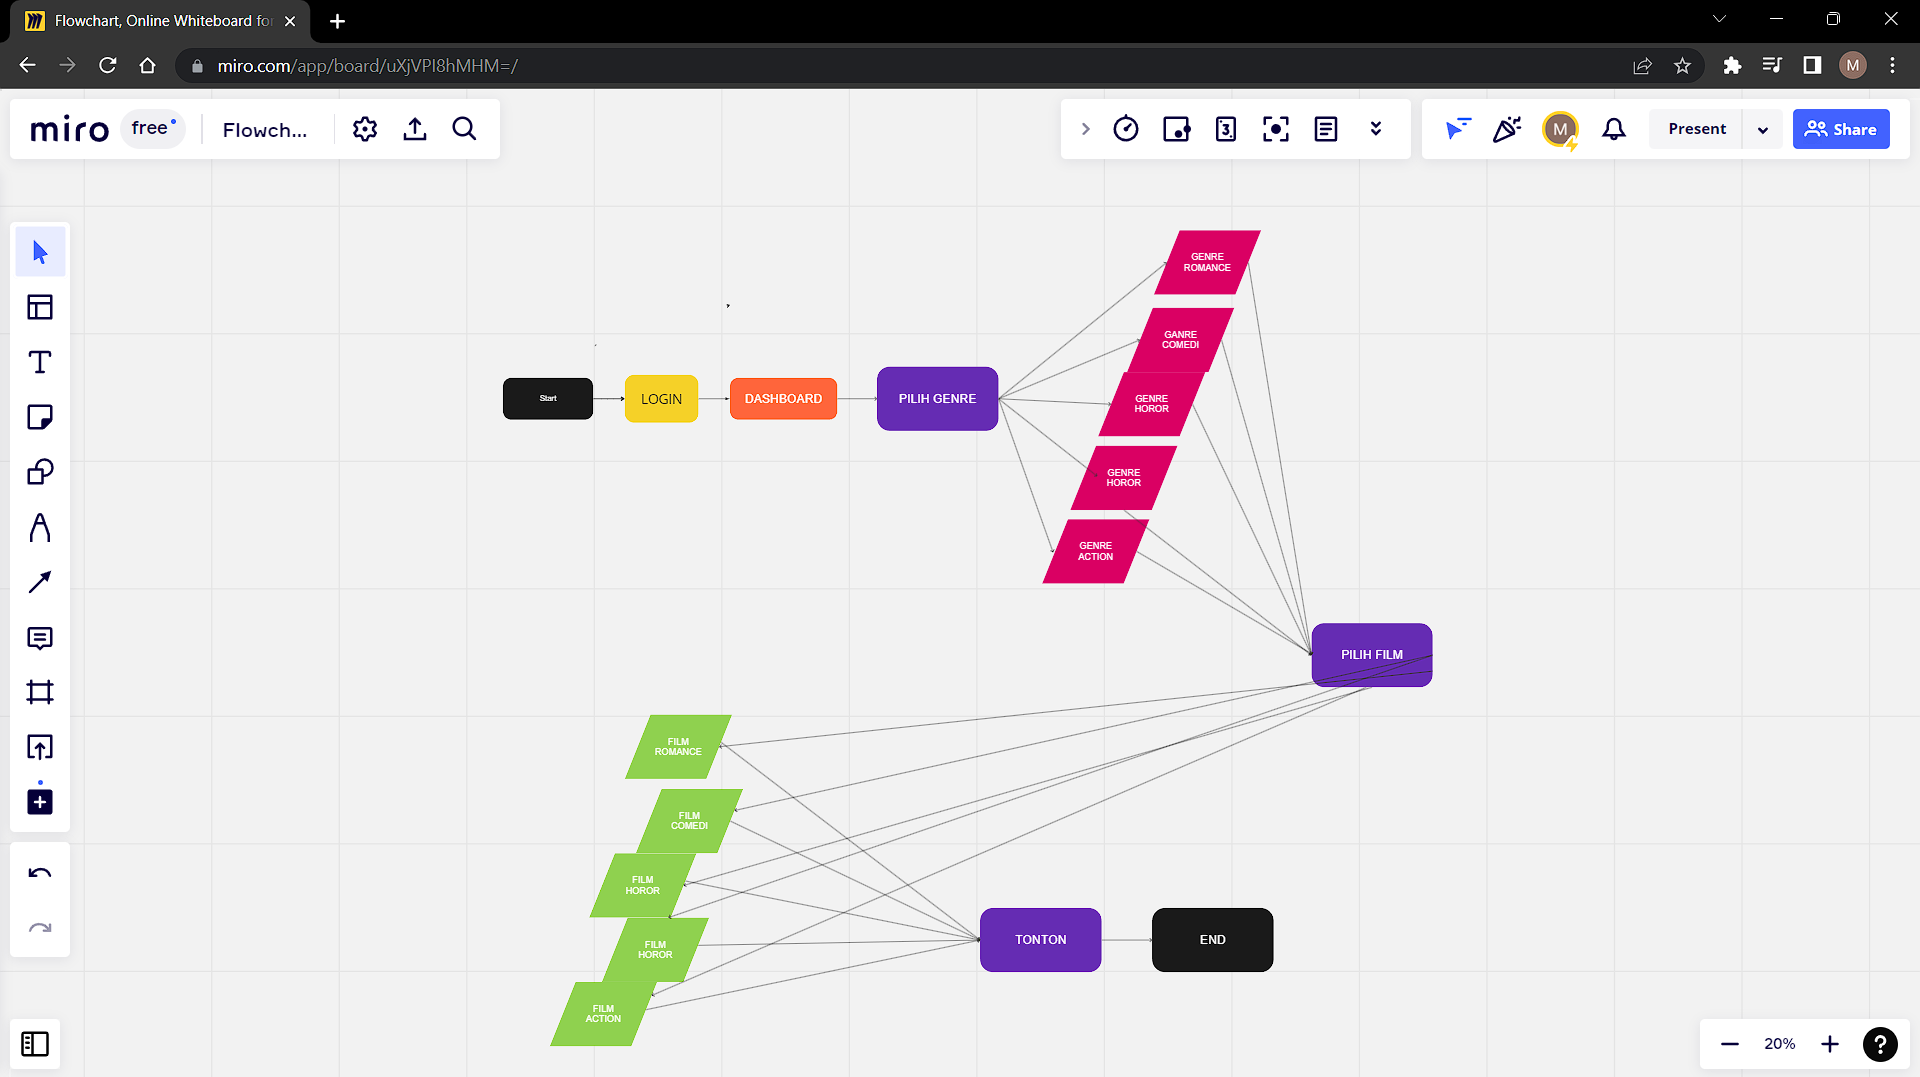 Flowchart, Online Whiteboard for
miro.com/app/board/uXjVPI8hMHM=/
M
miro
free
Flowch...
3
M
Present
Share
GENRE
ROMANCE
GANRE
COMEDI
Start
LOGIN
DASHBOARD
PILIH GENRE
GENRE
HOROR
GENRE
HOROR
GENRE
ACTION
PILIH FILM
FILM
ROMANCE
FILM
COMEDI
FILM
HOROR
FILM
HOROR
TONTON
END
FILM
ACTION
20%
?